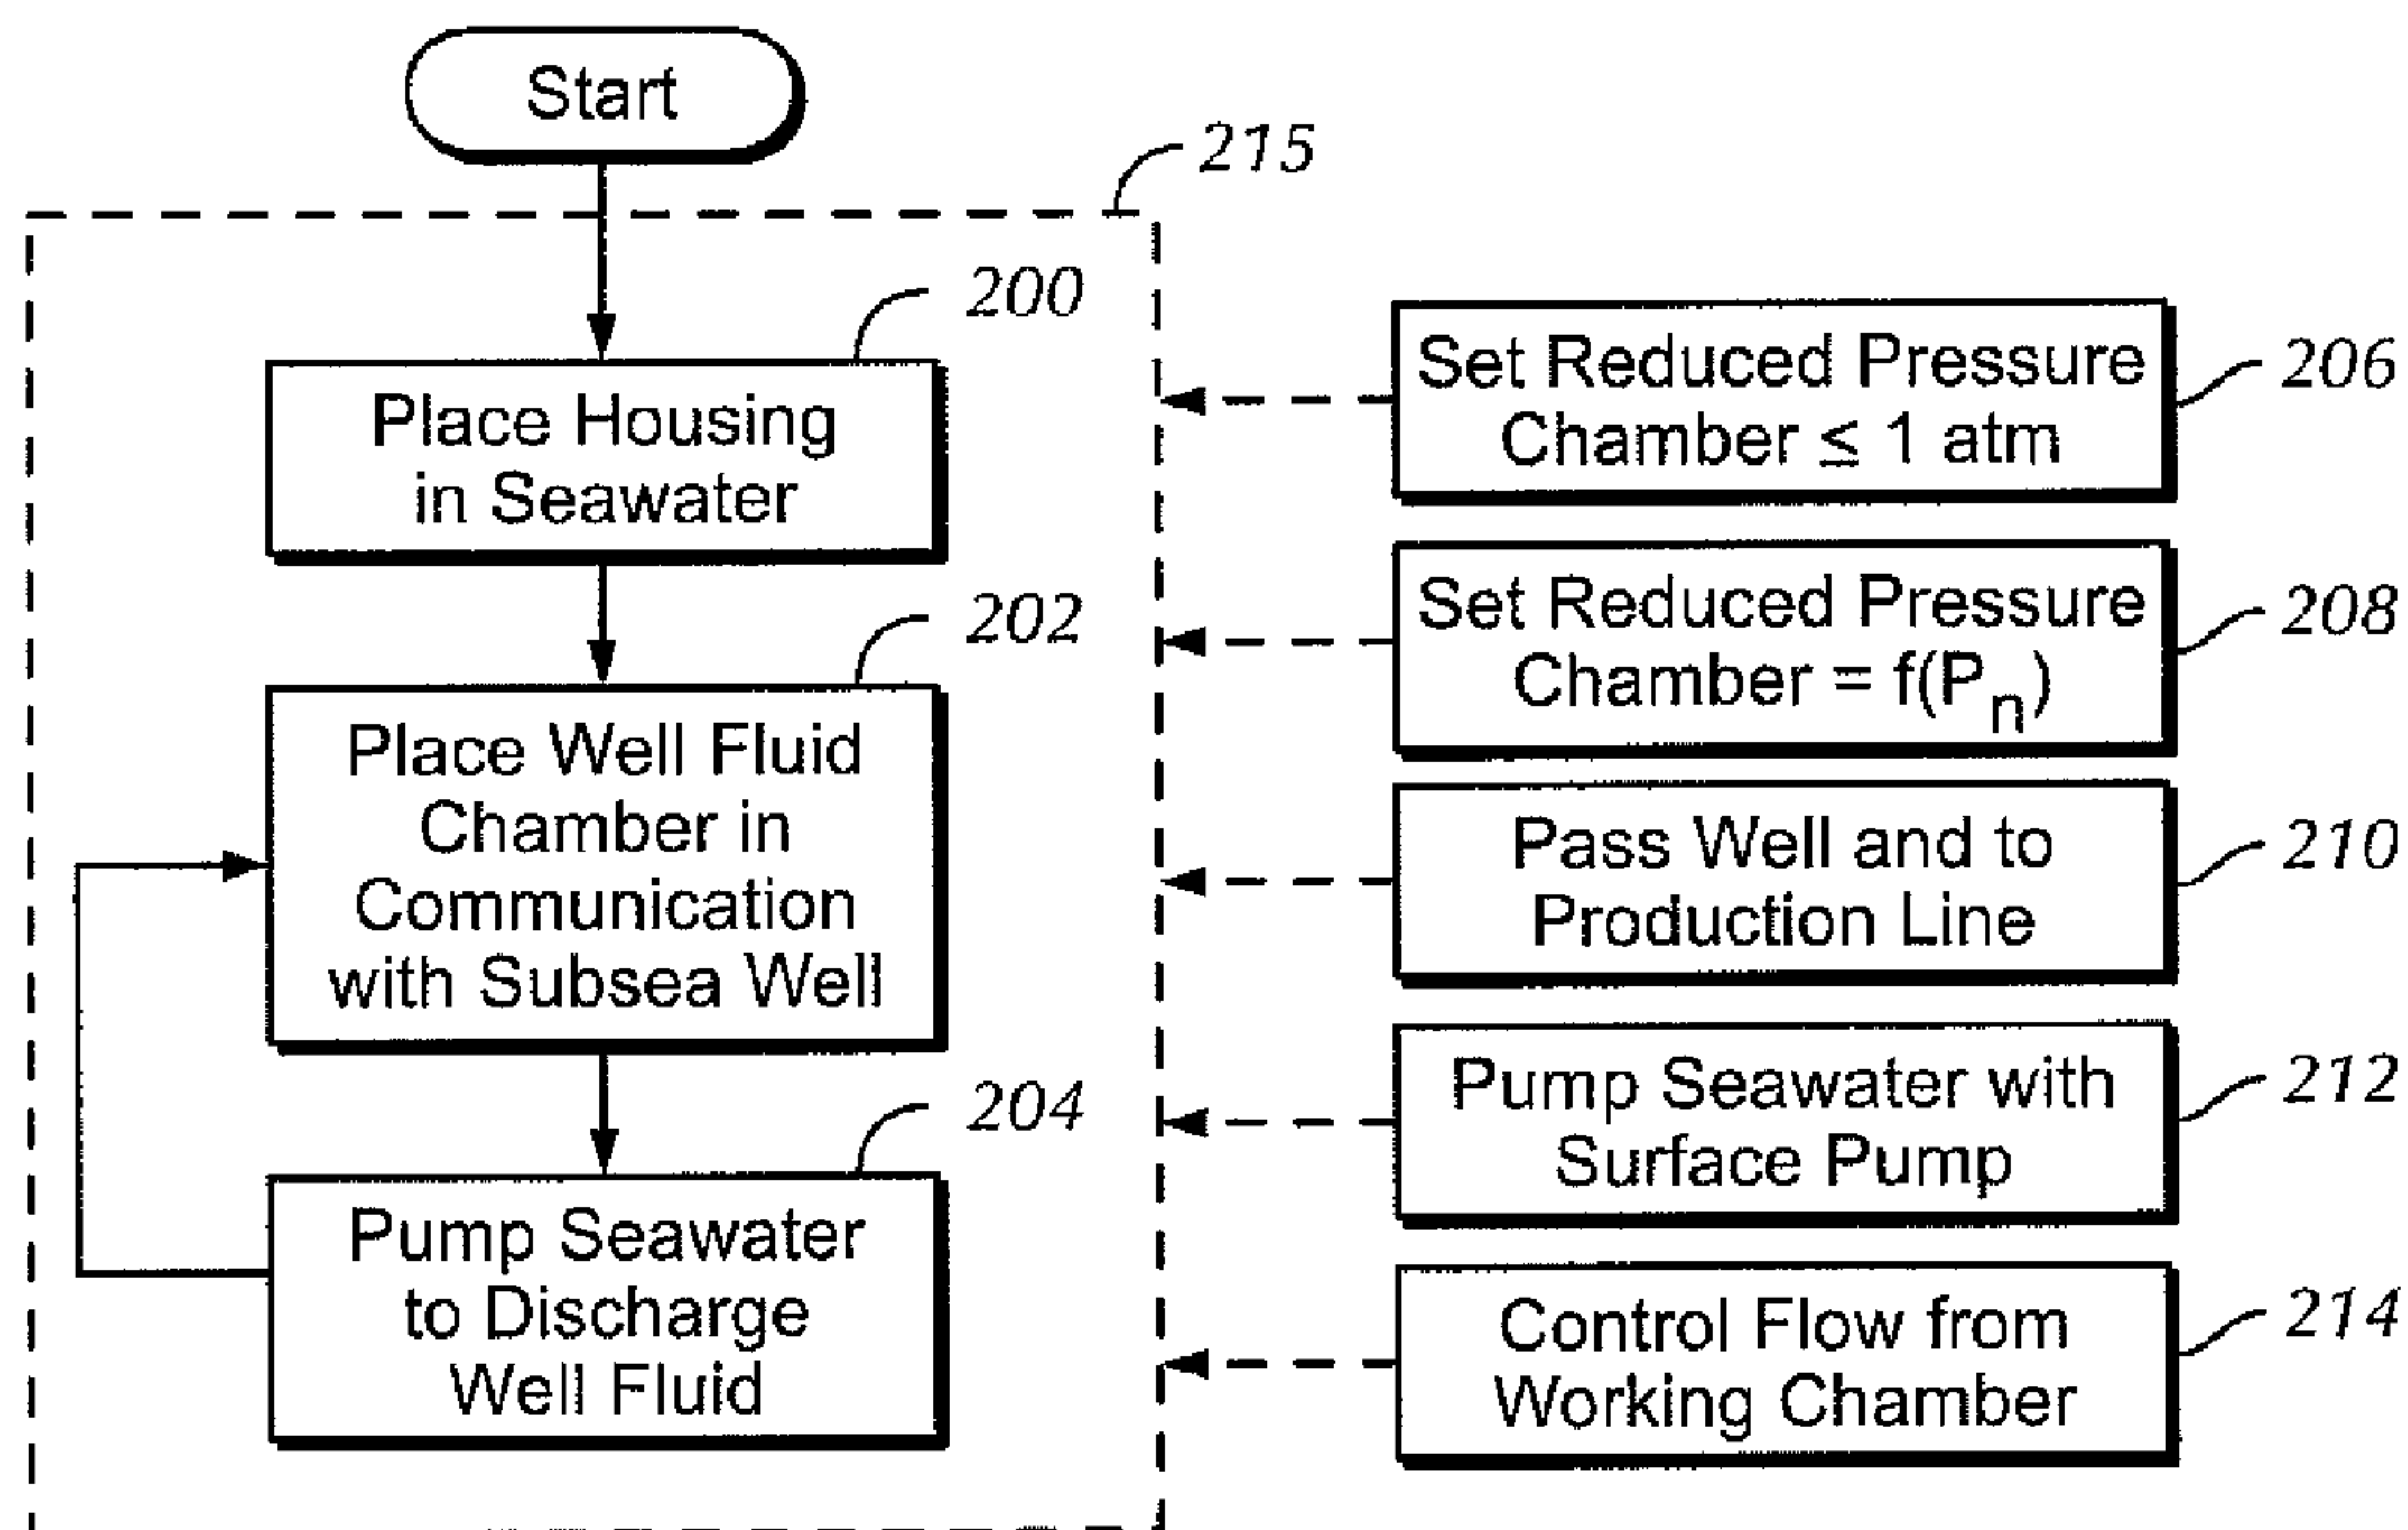 Start
215
200
Place Housing
in Seawater
202
Place Well Fluid
Chamber in
Communication
with Subsea Well
204
Pump Seawater
to Discharge
Well Fluid
Set Reduced Pressure
Chamber ≤ 1 atm
206
Set Reduced Pressure
Chamber = f(Pn)
208
Pass Well and to
Production Line
210
Pump Seawater with
Surface Pump
212
Control Flow from
Working Chamber
214